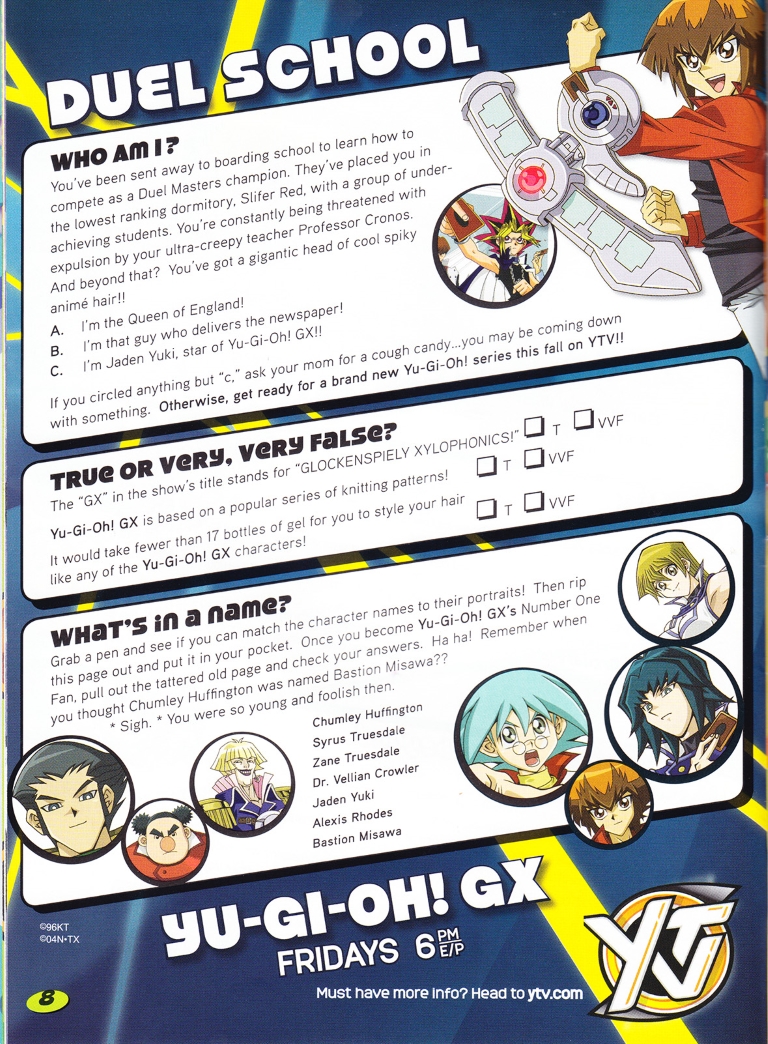 DUEL SCHOOL
WHO AM I?
You've been sent away to boarding school to learn how to
compete as a Duel Masters champion. They've placed you in
the lowest ranking dormitory, Slifer Red, with a group of under-
achieving students. You're constantly being threatened with
expulsion by your ultra-creepy teacher Professor Cronos.
And beyond that? You've got a gigantic head of cool spiky
animé hair!!
A. I'm the Queen of England!
B. I'm that guy who delivers the newspaper!
C. I'm Jaden Yuki, star of Yu-Gi-Oh! GX!!
If you circled anything but "c," ask your mom for a cough candy...you may be coming down
with something. Otherwise, get ready for a brand new Yu-Gi-Oh! series this fall on YTV!!
TRUE OR VERY, VERY FALSE?
The "GX" in the show's title stands for "GLOCKENSPIELY XYLOPHONICS!" T VVF
Yu-Gi-Oh! GX is based on a popular series of knitting patterns! T VVF
It would take fewer than 17 bottles of gel for you to style your hair T VVF
like any of the Yu-Gi-Oh! GX characters!
WHAT'S IN A NAME?
Grab a pen and see if you can match the character names to their portraits! Then rip
this page out and put it in your pocket. Once you become Yu-Gi-Oh! GX's Number One
Fan, pull out the tattered old page and check your answers. Ha ha! Remember when
you thought Chumley Huffington was named Bastion Misawa??
* Sigh. * You were so young and foolish then.
Chumley Huffington
Syrus Truesdale
Zane Truesdale
Dr. Vellian Crowler
Jaden Yuki
Alexis Rhodes
Bastion Misawa
YU-GI-OH! GX
FRIDAYS 6 PM E/P
©96KT
©04N•TX
YTV
Must have more info? Head to ytv.com
8